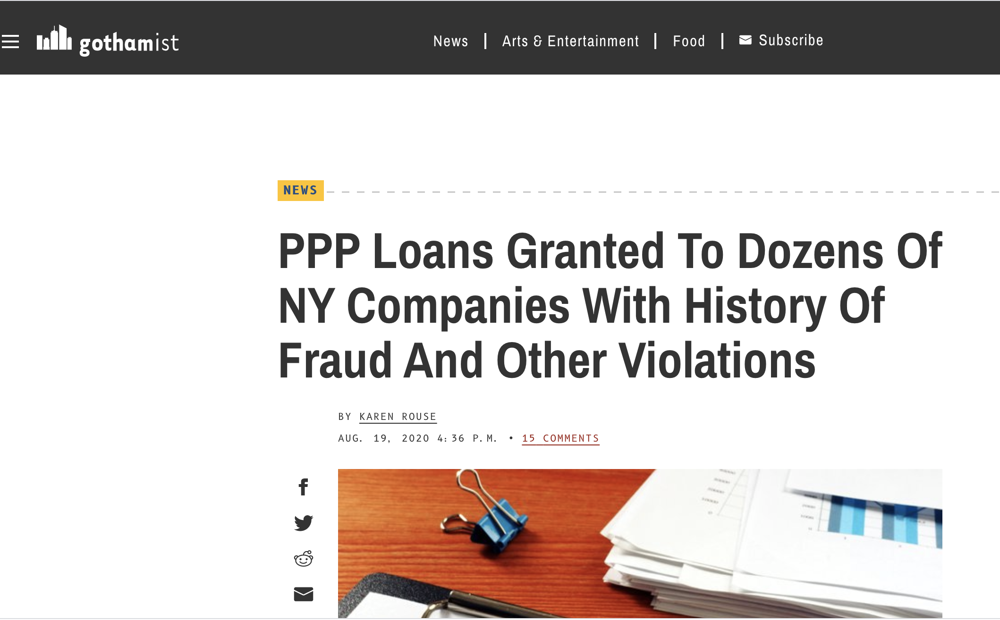 gothamist
News
Arts & Entertainment
Food
Subscribe
NEWS
PPP Loans Granted To Dozens Of
NY Companies With History Of
Fraud And Other Violations
BY KAREN ROUSE
AUG. 19, 2020 4:36 P.M. • 15 COMMENTS